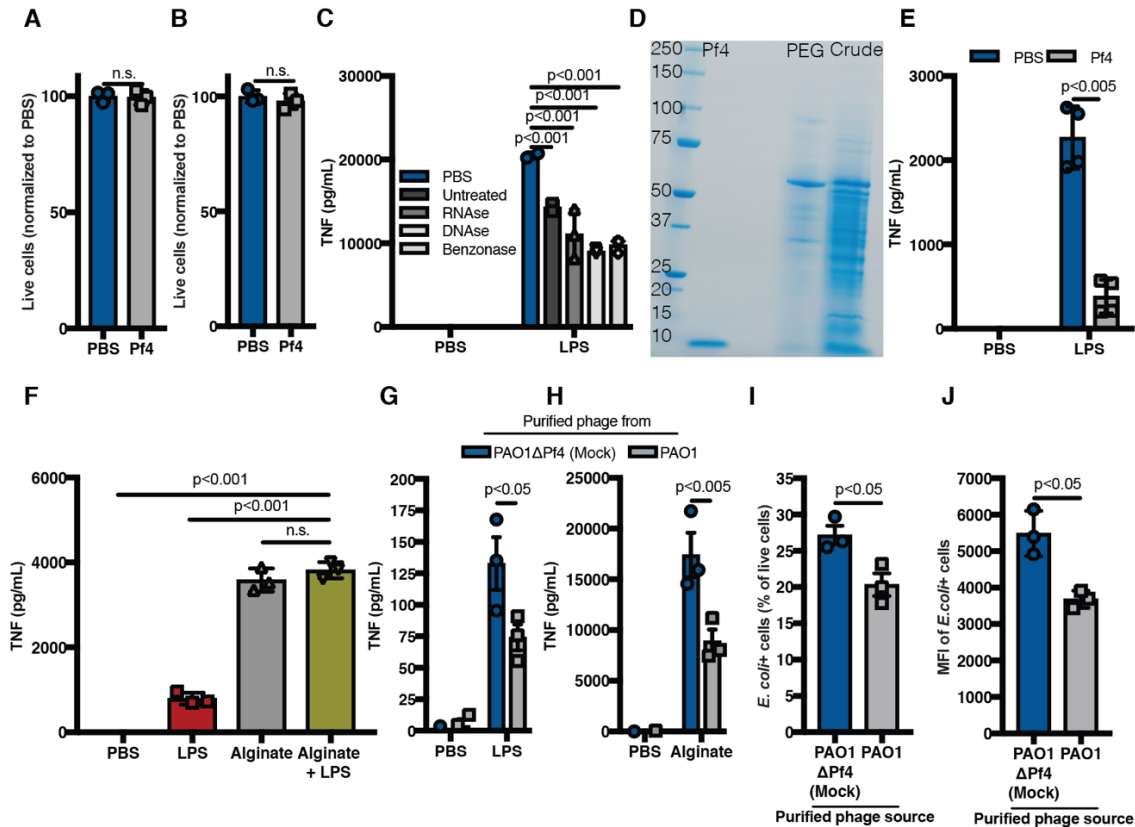 A
B
C
D
E
Live cells (normalized to PBS)
100
50
0
n.s.
PBS
Pf4
Live cells (normalized to PBS)
100
50
0
n.s.
PBS
Pf4
TNF (pg/mL)
30000
20000
10000
0
p<0.001
p<0.001
p<0.001
p<0.001
PBS
Untreated
RNAse
DNAse
Benzonase
PBS
LPS
250
150
100
75
50
37
25
20
15
10
Pf4
PEG
Crude
PBS
Pf4
TNF (pg/mL)
3000
2000
1000
0
p<0.005
PBS
LPS
F
G
H
I
J
TNF (pg/mL)
6000
4000
2000
0
p<0.001
p<0.001
n.s.
PBS
LPS
Alginate
Alginate
+ LPS
Purified phage from
PAO1ΔPf4 (Mock)
PAO1
TNF (pg/mL)
200
175
150
125
100
75
50
25
0
p<0.05
PBS
LPS
TNF (pg/mL)
25000
20000
15000
10000
5000
0
p<0.005
PBS
Alginate
E. coli+ cells (% of live cells)
35
30
25
20
15
10
5
0
p<0.05
PAO1
ΔPf4
(Mock)
PAO1
Purified phage source
MFI of E.coli+ cells
7000
6000
5000
4000
3000
2000
1000
0
p<0.05
PAO1
ΔPf4
(Mock)
PAO1
Purified phage source